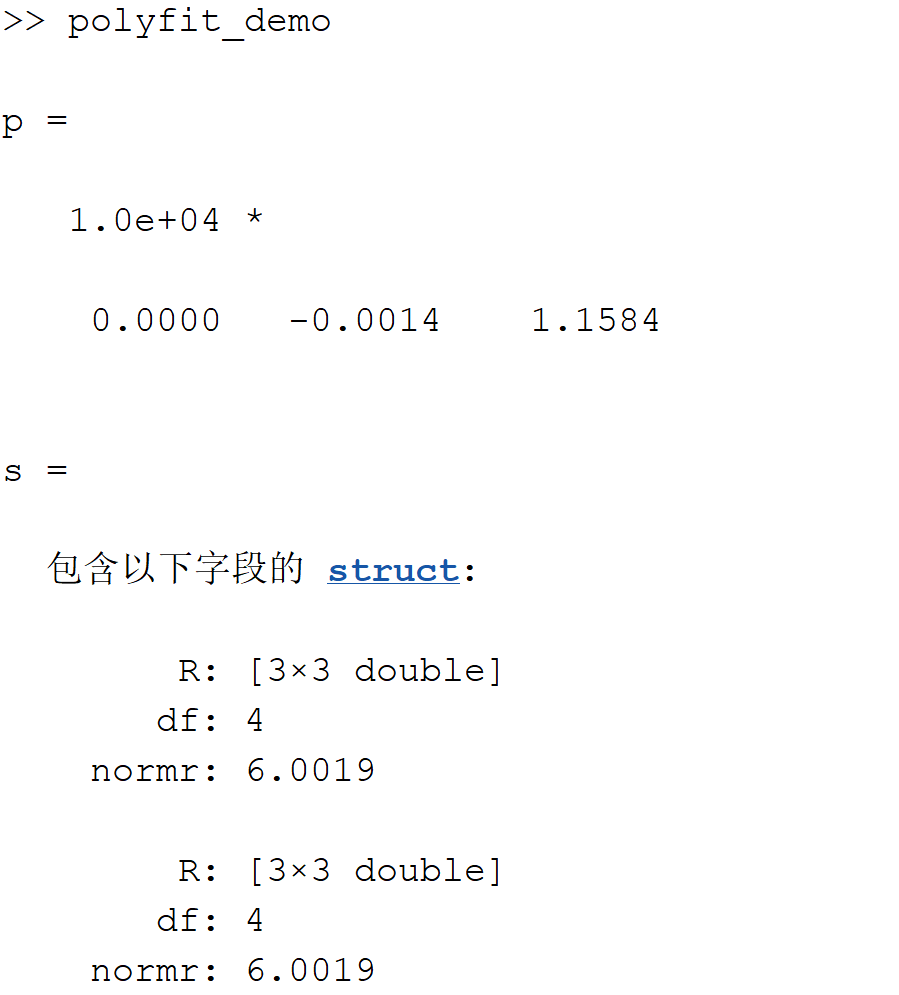 >> polyfit_demo
p =
1.0e+04 *
0.0000 -0.0014 1.1584
s =
包含以下字段的 struct:
R: [3×3 double]
df: 4
normr: 6.0019
R: [3×3 double]
df: 4
normr: 6.0019